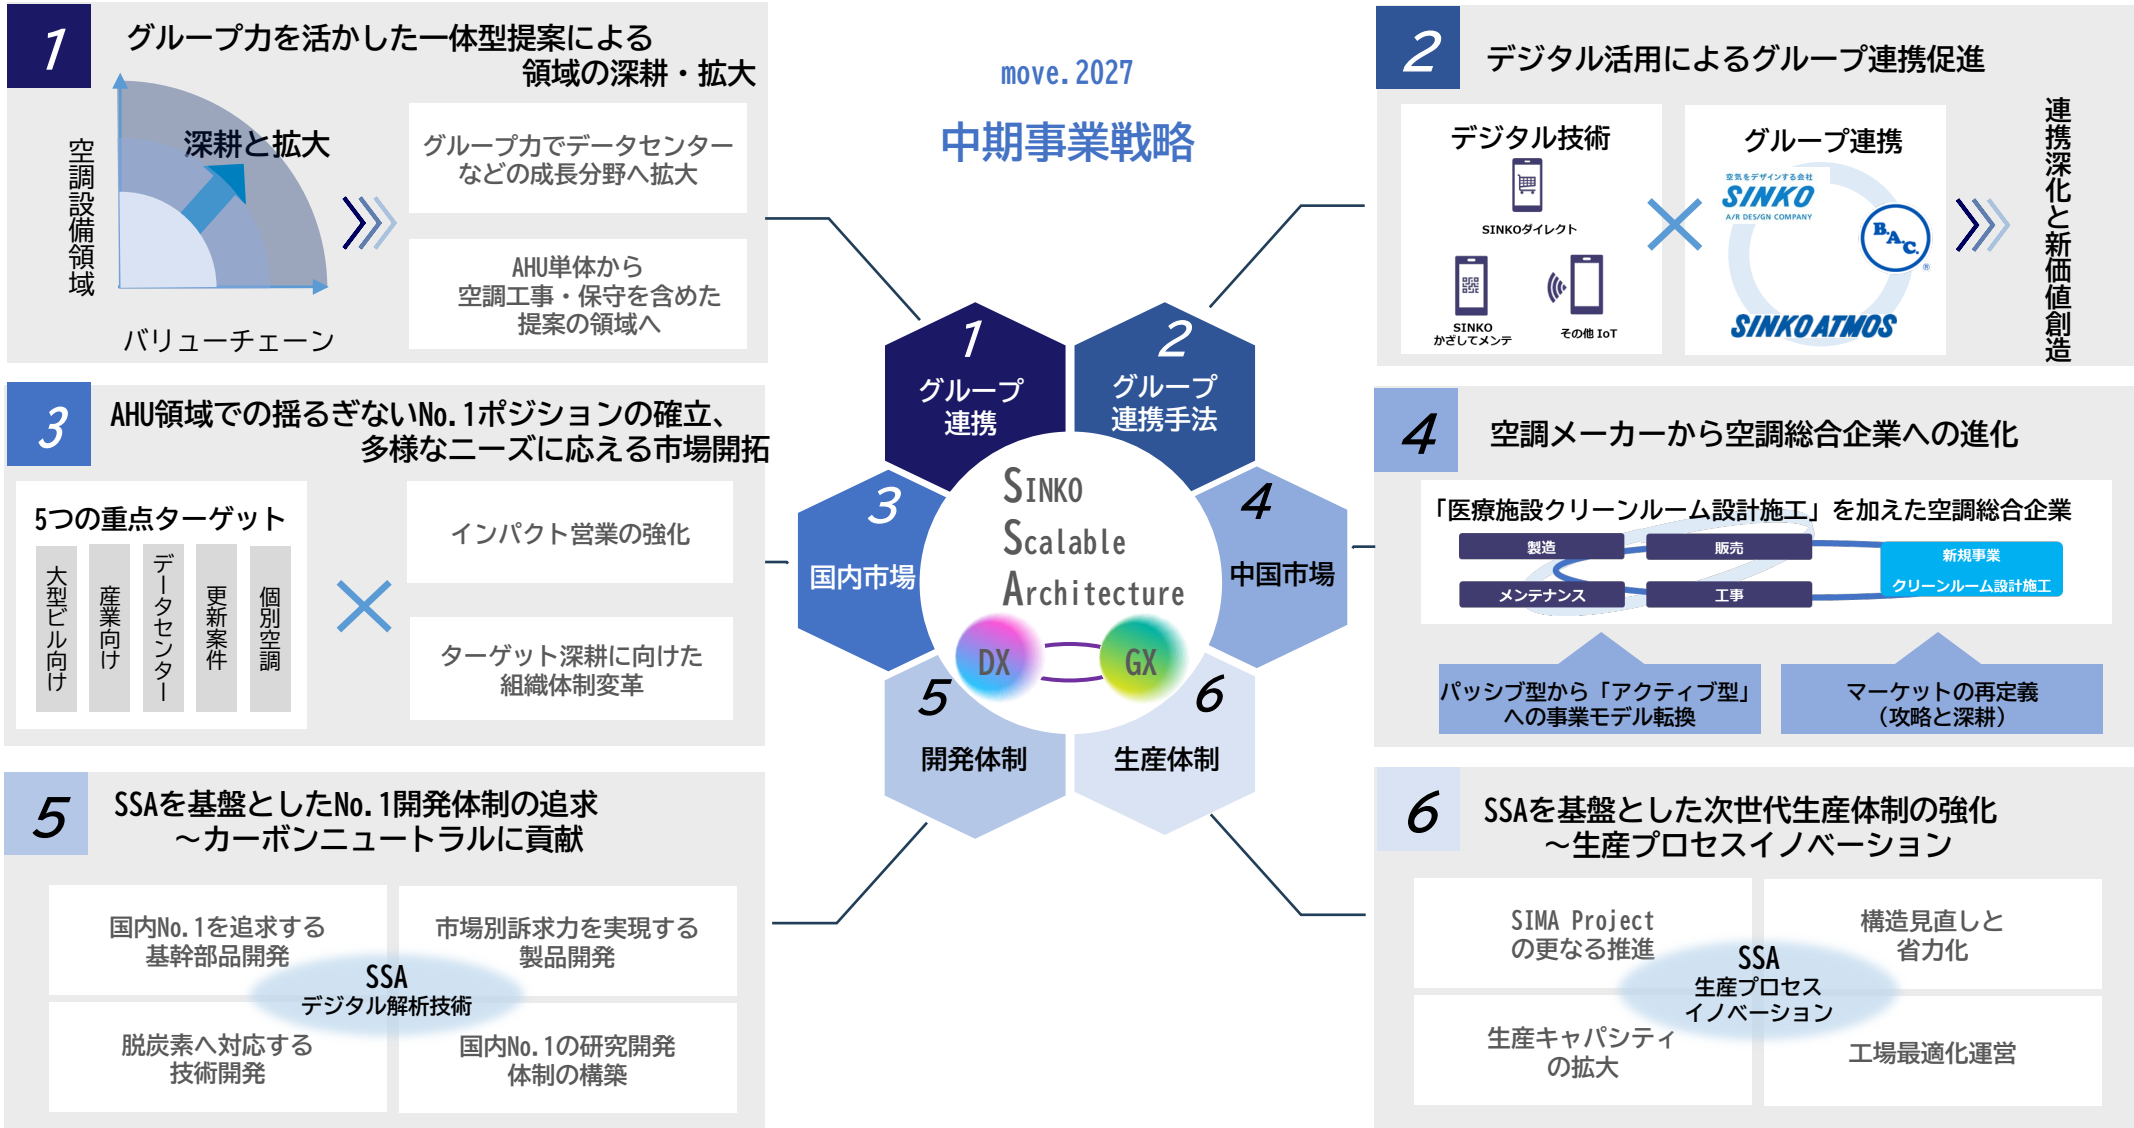 move.2027
中期事業戦略
1
グループ力を活かした一体型提案による
領域の深耕・拡大
空調設備領域
深耕と拡大
バリューチェーン
グループ力でデータセンター
などの成長分野へ拡大
AHU単体から
空調工事・保守を含めた
提案の領域へ
2
デジタル活用によるグループ連携促進
デジタル技術
SINKOダイレクト
SINKO
かざしてメンテ
その他 IoT
グループ連携
空気をデザインする会社
SINKO
AIR DESIGN COMPANY
B.A.C.
®
SINKO ATMOS
連携深化と新価値創造
3
AHU領域での揺るぎないNo.1ポジションの確立、
多様なニーズに応える市場開拓
5つの重点ターゲット
大型ビル向け
産業向け
データセンター
更新案件
個別空調
インパクト営業の強化
ターゲット深耕に向けた
組織体制変革
4
空調メーカーから空調総合企業への進化
「医療施設クリーンルーム設計施工」を加えた空調総合企業
製造
販売
メンテナンス
工事
新規事業
クリーンルーム設計施工
パッシブ型から「アクティブ型」
への事業モデル転換
マーケットの再定義
（攻略と深耕）
1
グループ
連携
2
グループ
連携手法
3
国内市場
4
中国市場
5
開発体制
6
生産体制
SINKO
Scalable
Architecture
DX
GX
5
SSAを基盤としたNo.1開発体制の追求
～カーボンニュートラルに貢献
国内No.1を追求する
基幹部品開発
市場別訴求力を実現する
製品開発
SSA
デジタル解析技術
脱炭素へ対応する
技術開発
国内No.1の研究開発
体制の構築
6
SSAを基盤とした次世代生産体制の強化
～生産プロセスイノベーション
SIMA Project
の更なる推進
構造見直しと
省力化
SSA
生産プロセス
イノベーション
生産キャパシティ
の拡大
工場最適化運営